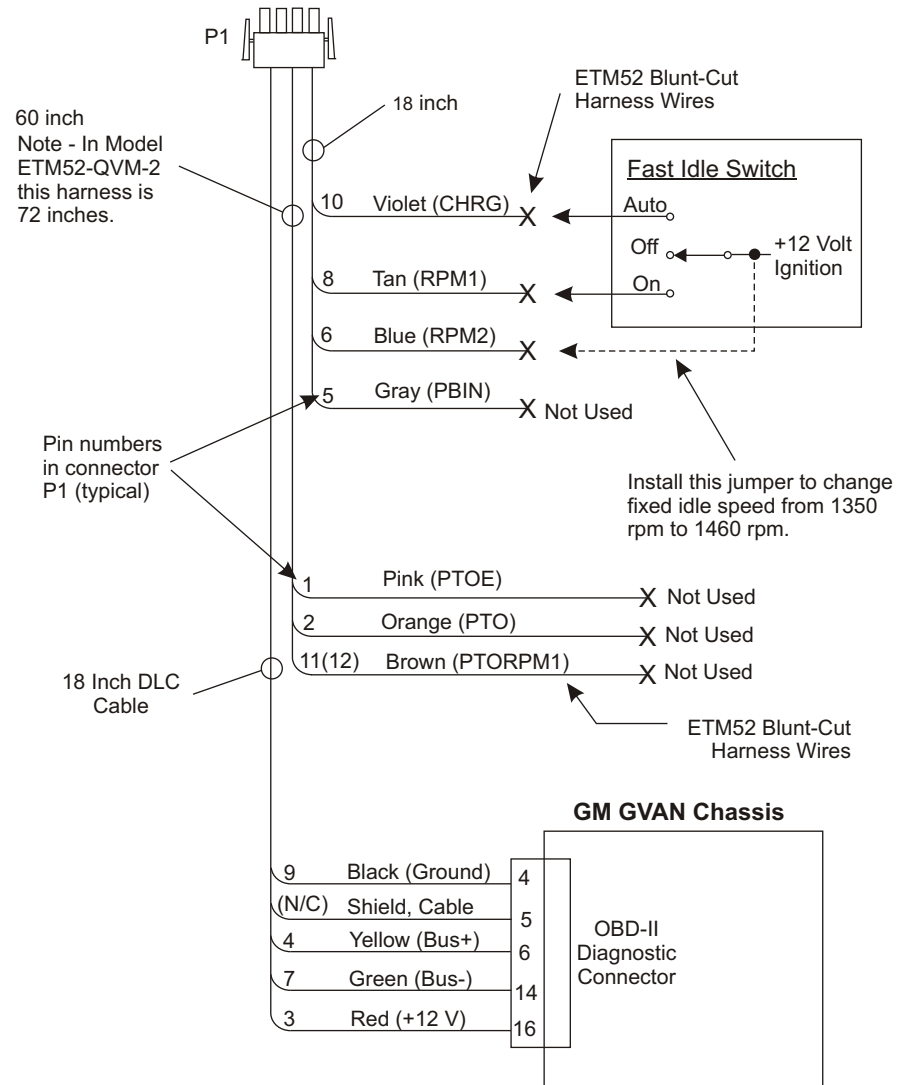 P1
ETM52 Blunt-Cut
Harness Wires
18 inch
60 inch
Note - In Model
ETM52-QVM-2
this harness is
72 inches.
Fast Idle Switch
10 Violet (CHRG) X
Auto
Off
+12 Volt
Ignition
On
8 Tan (RPM1) X
6 Blue (RPM2) X
5 Gray (PBIN) X Not Used
Pin numbers
in connector
P1 (typical)
Install this jumper to change
fixed idle speed from 1350
rpm to 1460 rpm.
1 Pink (PTOE) X Not Used
2 Orange (PTO) X Not Used
11(12) Brown (PTORPM1) X Not Used
18 Inch DLC
Cable
ETM52 Blunt-Cut
Harness Wires
GM GVAN Chassis
9 Black (Ground) 4
(N/C) Shield, Cable 5
4 Yellow (Bus+) 6
7 Green (Bus-) 14
3 Red (+12 V) 16
OBD-II
Diagnostic
Connector